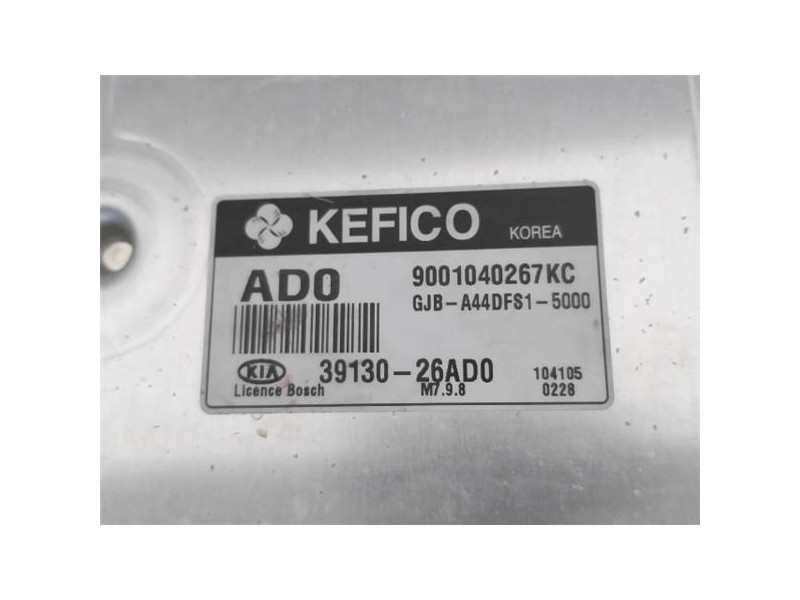 KEFICO KOREA
AD0 9001040267KC
GJB-A44DFS1-5000
KIA 39130-26AD0 104105
Licence Bosch M7.9.8 0228